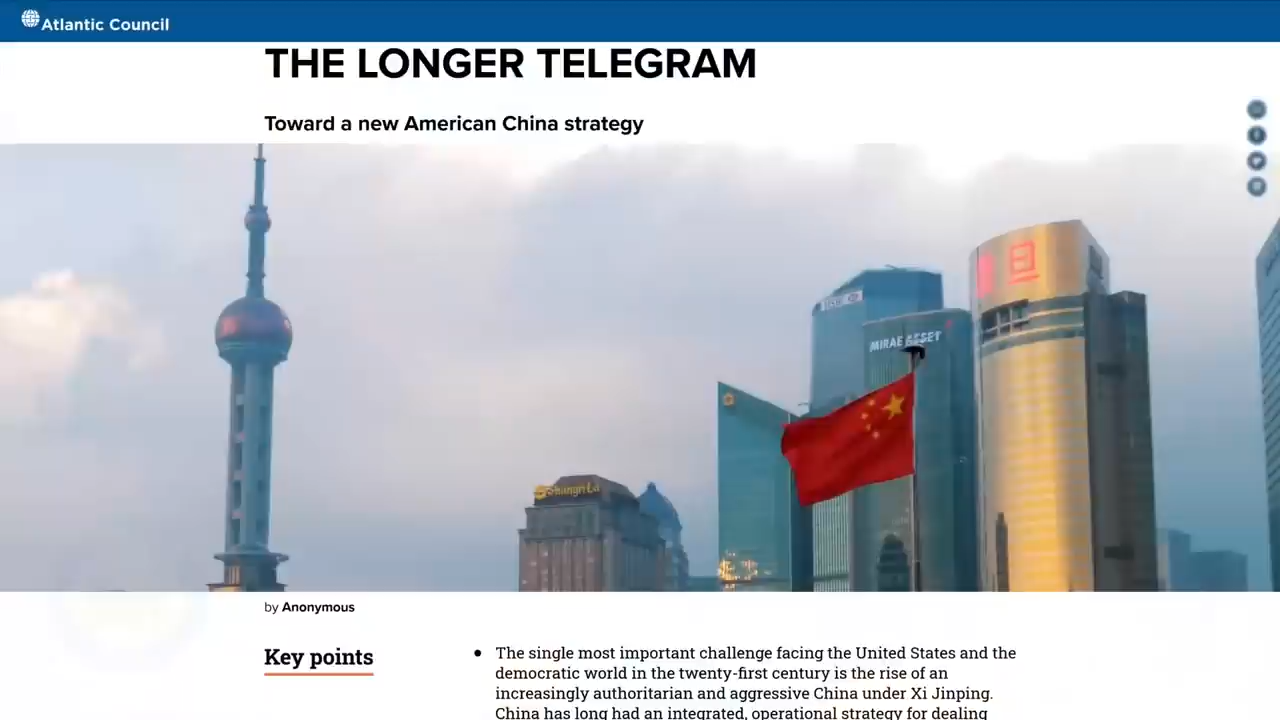 Atlantic Council
THE LONGER TELEGRAM
Toward a new American China strategy
旦
HSBC
MIRAE ASSET
Shangri-La
by Anonymous
Key points
• The single most important challenge facing the United States and the
democratic world in the twenty-first century is the rise of an
increasingly authoritarian and aggressive China under Xi Jinping.
China has long had an integrated, operational strategy for dealing